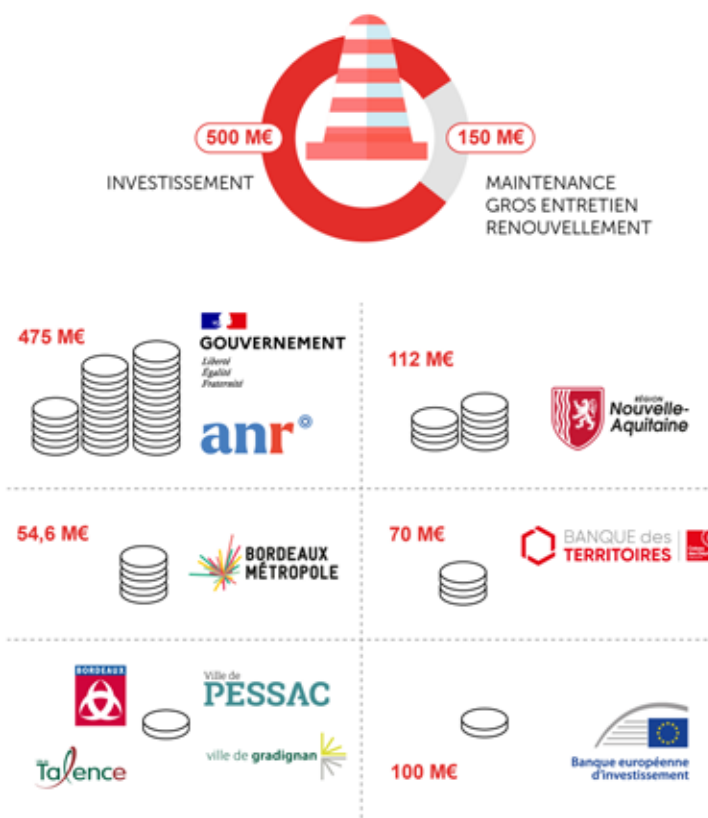 500 M€
150 M€
INVESTISSEMENT
MAINTENANCE
GROS ENTRETIEN
RENOUVELLEMENT
475 M€
GOUVERNEMENT
Liberté
Égalité
Fraternité
anr
112 M€
RÉGION
Nouvelle-
Aquitaine
54,6 M€
BORDEAUX
MÉTROPOLE
70 M€
BANQUE des
TERRITOIRES
BORDEAUX
Ville de
PESSAC
Talence
ville de gradignan
100 M€
Banque européenne
d'investissement